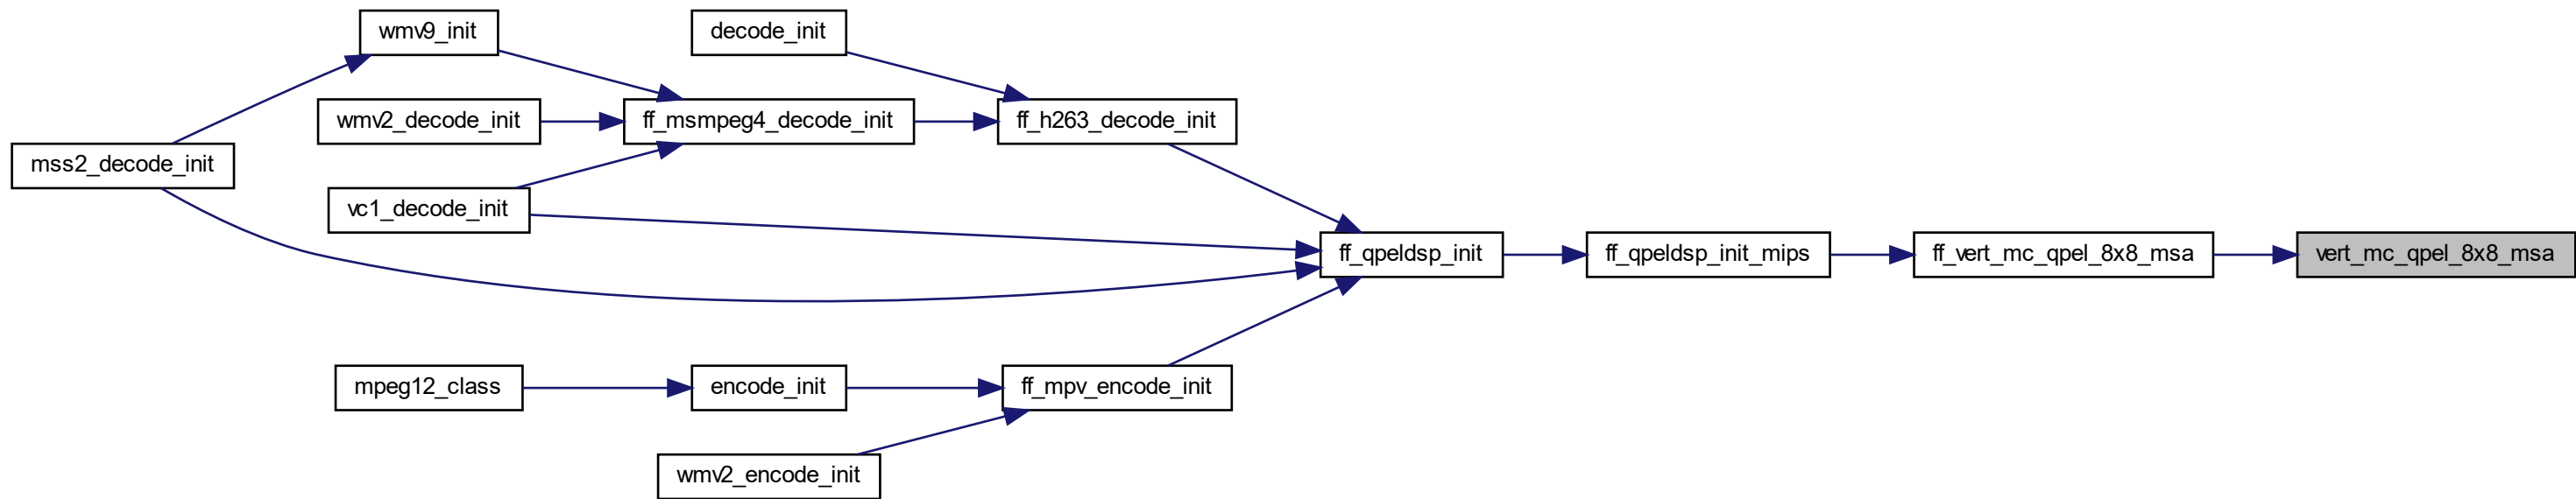 wmv9_init
decode_init
wmv2_decode_init
ff_msmpeg4_decode_init
ff_h263_decode_init
mss2_decode_init
vc1_decode_init
ff_qpeldsp_init
ff_qpeldsp_init_mips
ff_vert_mc_qpel_8x8_msa
vert_mc_qpel_8x8_msa
mpeg12_class
encode_init
ff_mpv_encode_init
wmv2_encode_init